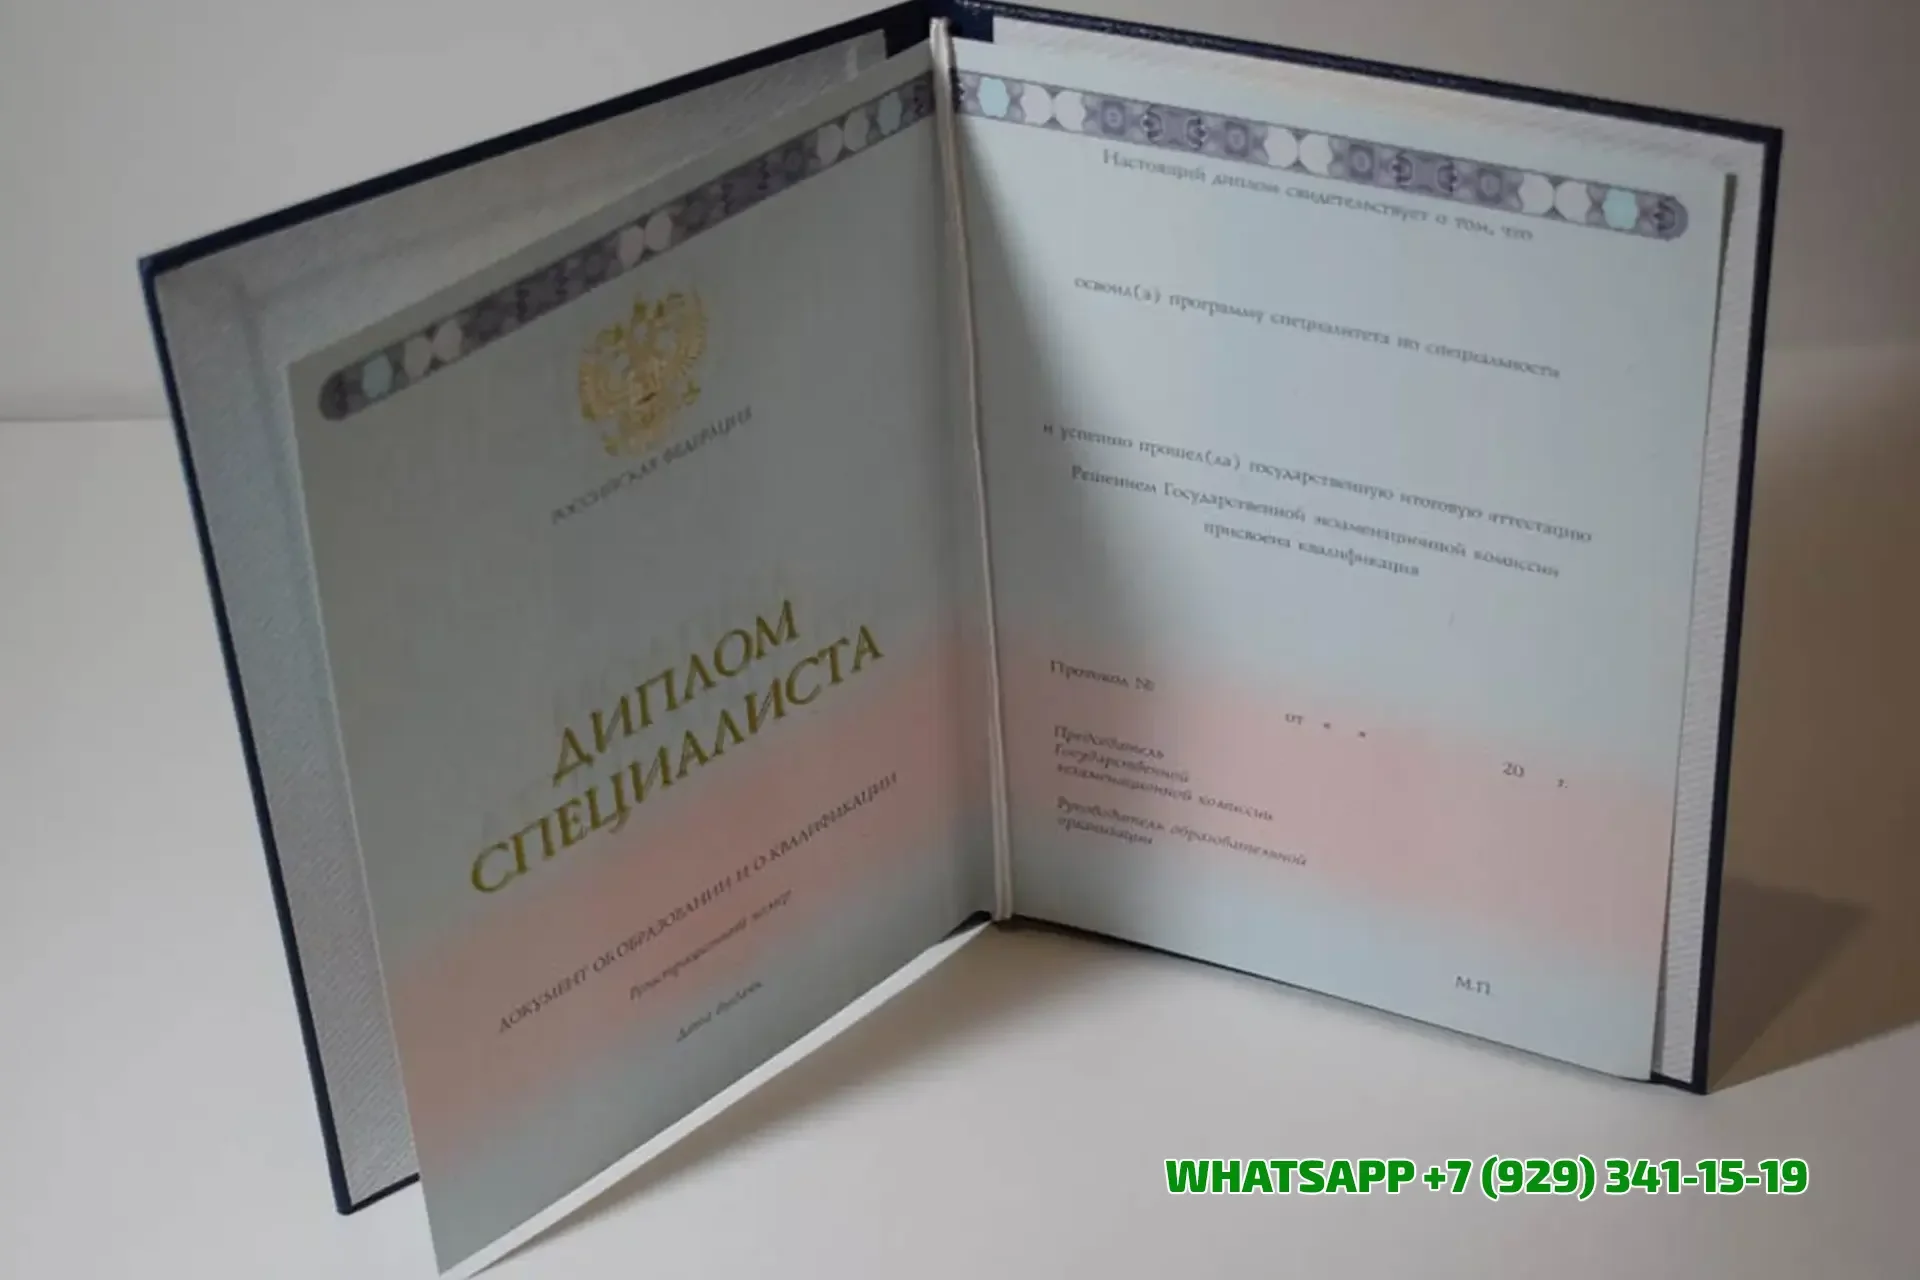 РОССИЙСКАЯ ФЕДЕРАЦИЯ
ДИПЛОМ
СПЕЦИАЛИСТА
ДОКУМЕНТ ОБ ОБРАЗОВАНИИ И О КВАЛИФИКАЦИИ
Регистрационный номер
Дата выдачи
Настоящий диплом свидетельствует о том, что
освоил(а) программу специалитета по специальности
и успешно прошел(ла) государственную итоговую аттестацию
Решением Государственной экзаменационной комиссии
присвоена квалификация
Протокол №
от « » 20 г.
Председатель
Государственной
экзаменационной комиссии
Руководитель образовательной
организации
М.П.
WHATSAPP +7 (929) 341-15-19